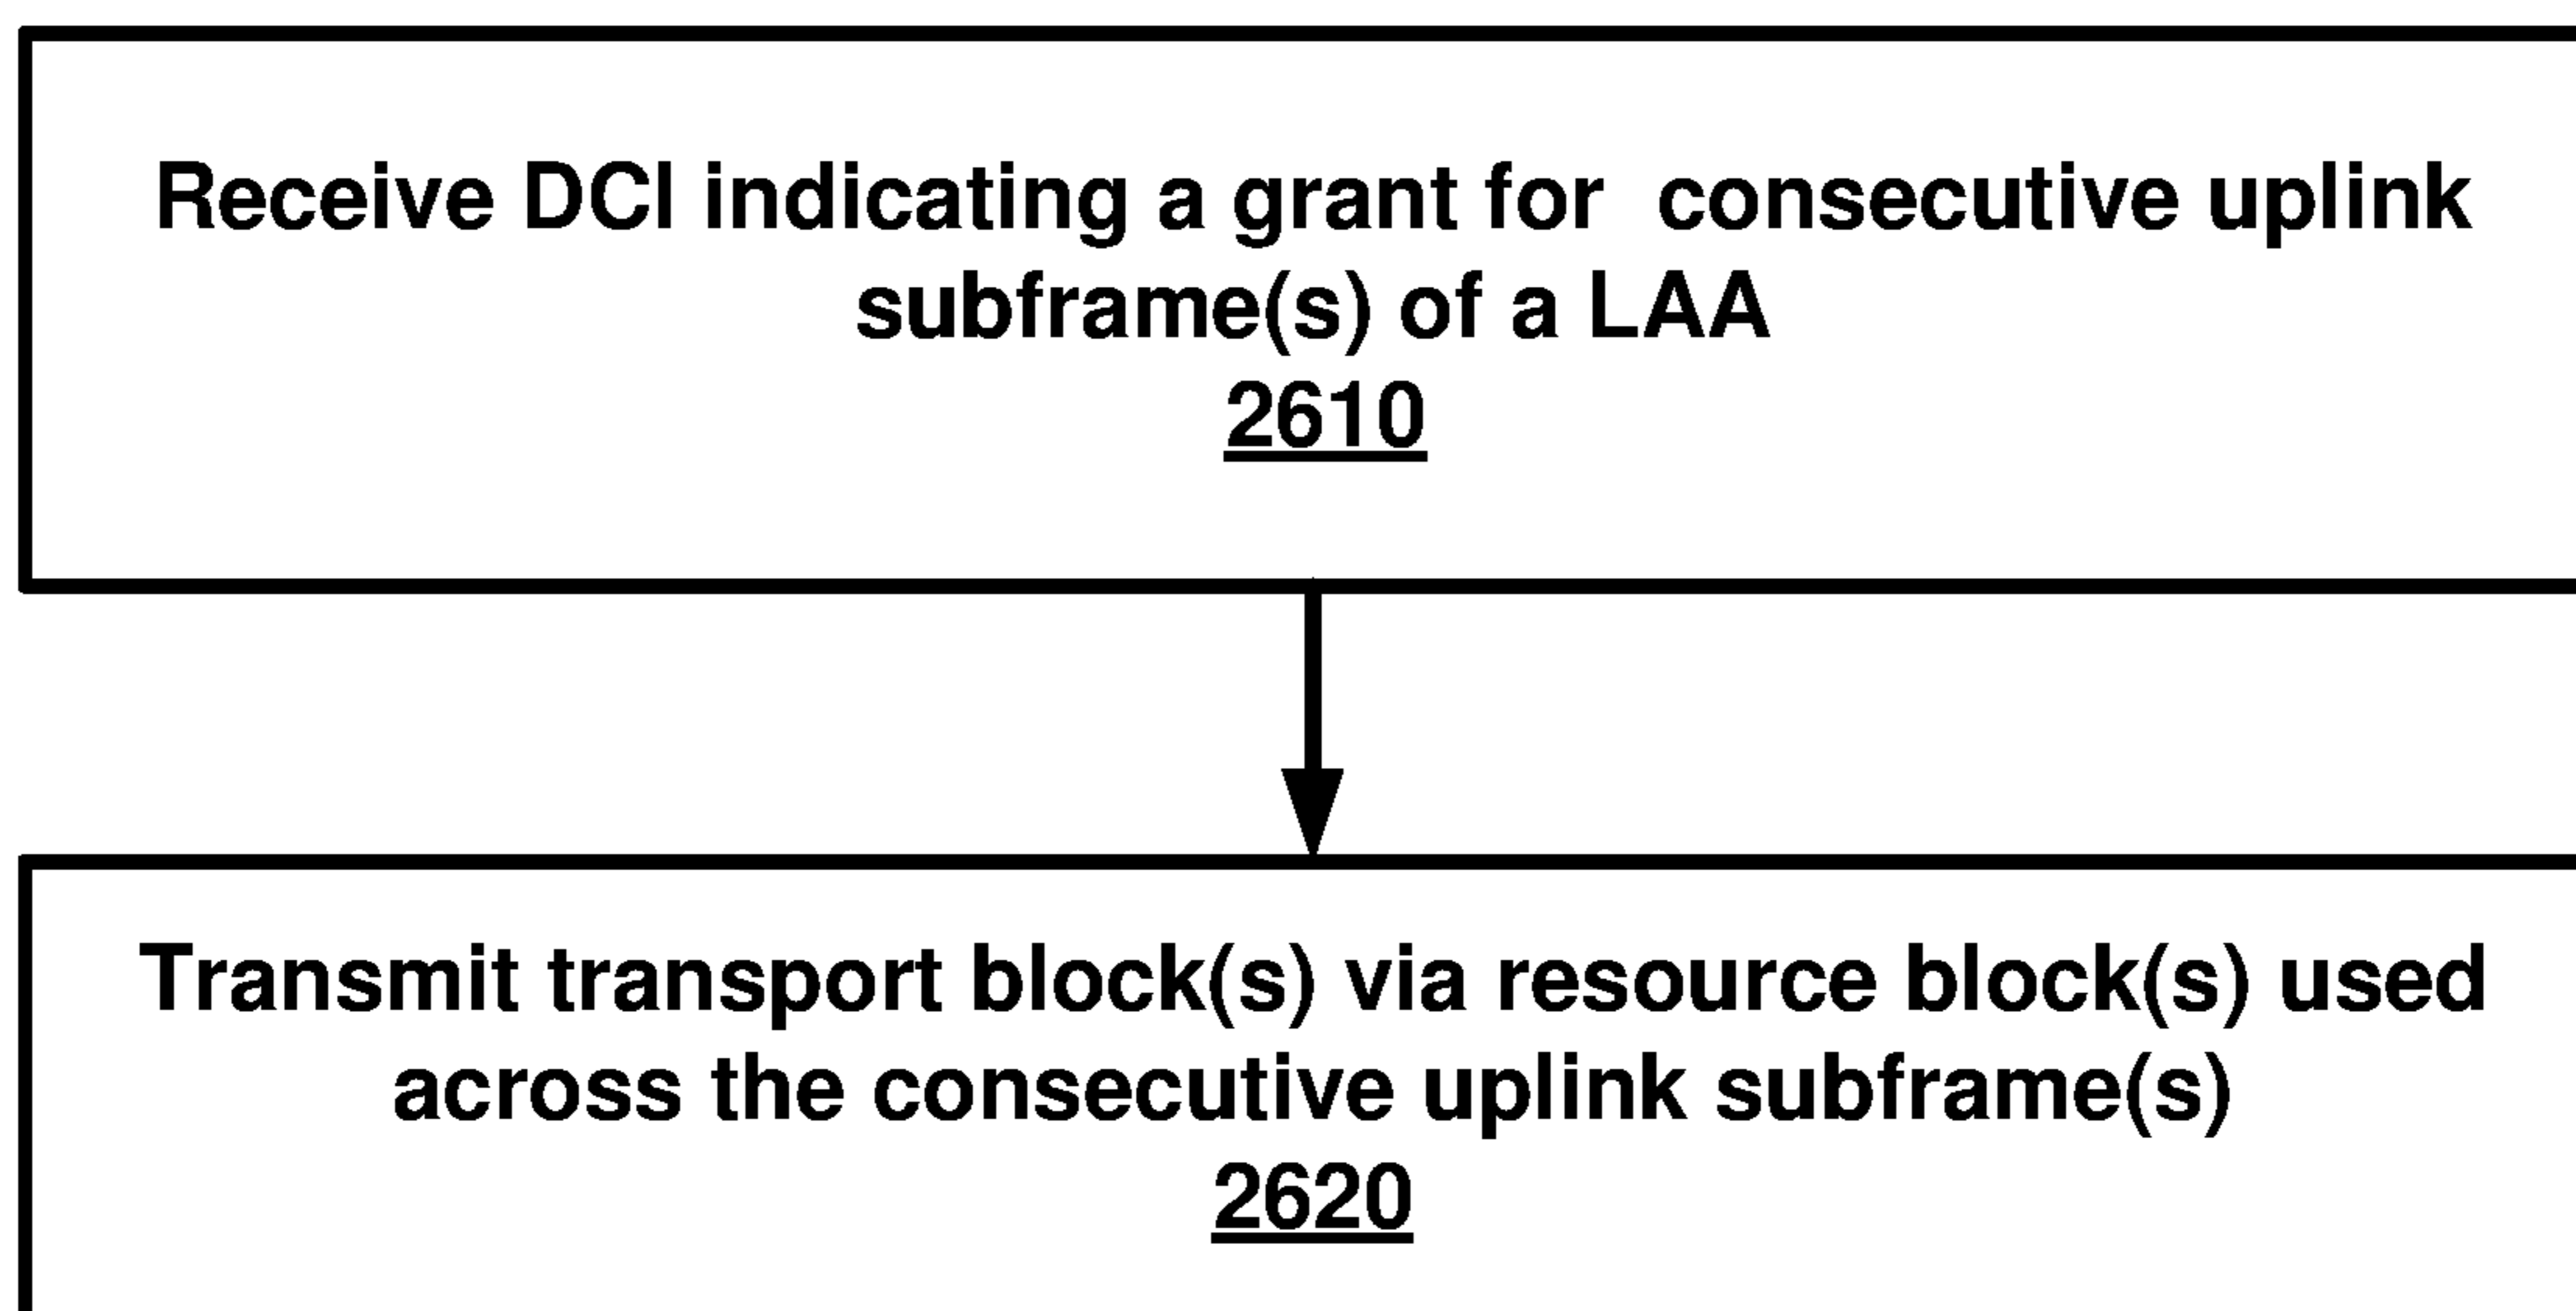 Receive DCI indicating a grant for consecutive uplink
subframe(s) of a LAA
2610
Transmit transport block(s) via resource block(s) used
across the consecutive uplink subframe(s)
2620